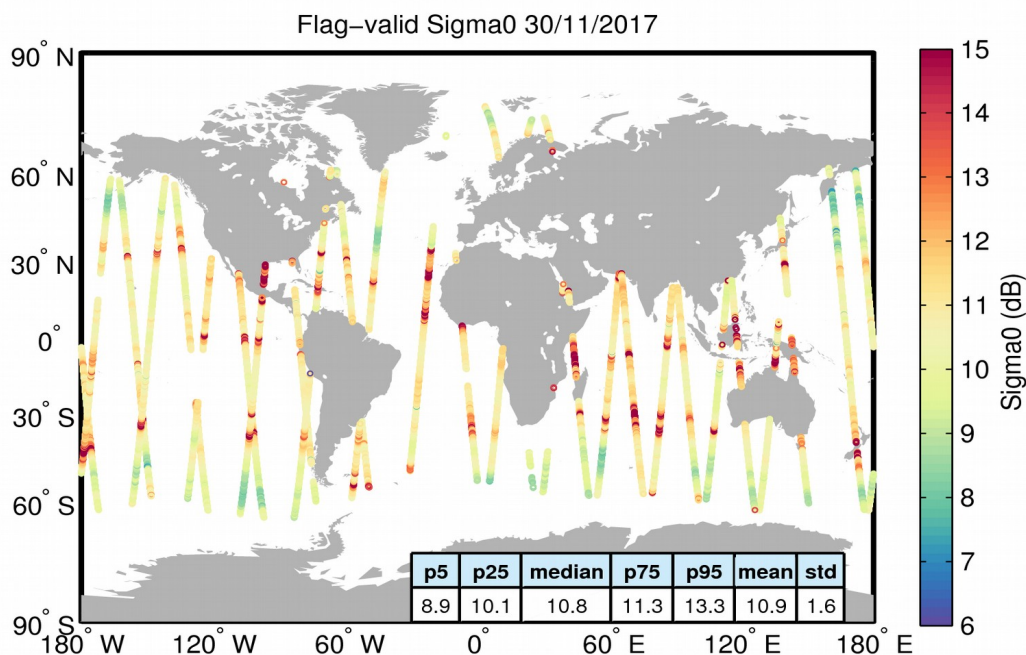 Flag−valid Sigma0 30/11/2017
90° N
60° N
30° N
0°
30° S
60° S
90° S
180° W
120° W
60° W
0°
60° E
120° E
180° E
p5 p25 median p75 p95 mean std
8.9 10.1 10.8 11.3 13.3 10.9 1.6
15
14
13
12
11
10
9
8
7
6
Sigma0 (dB)